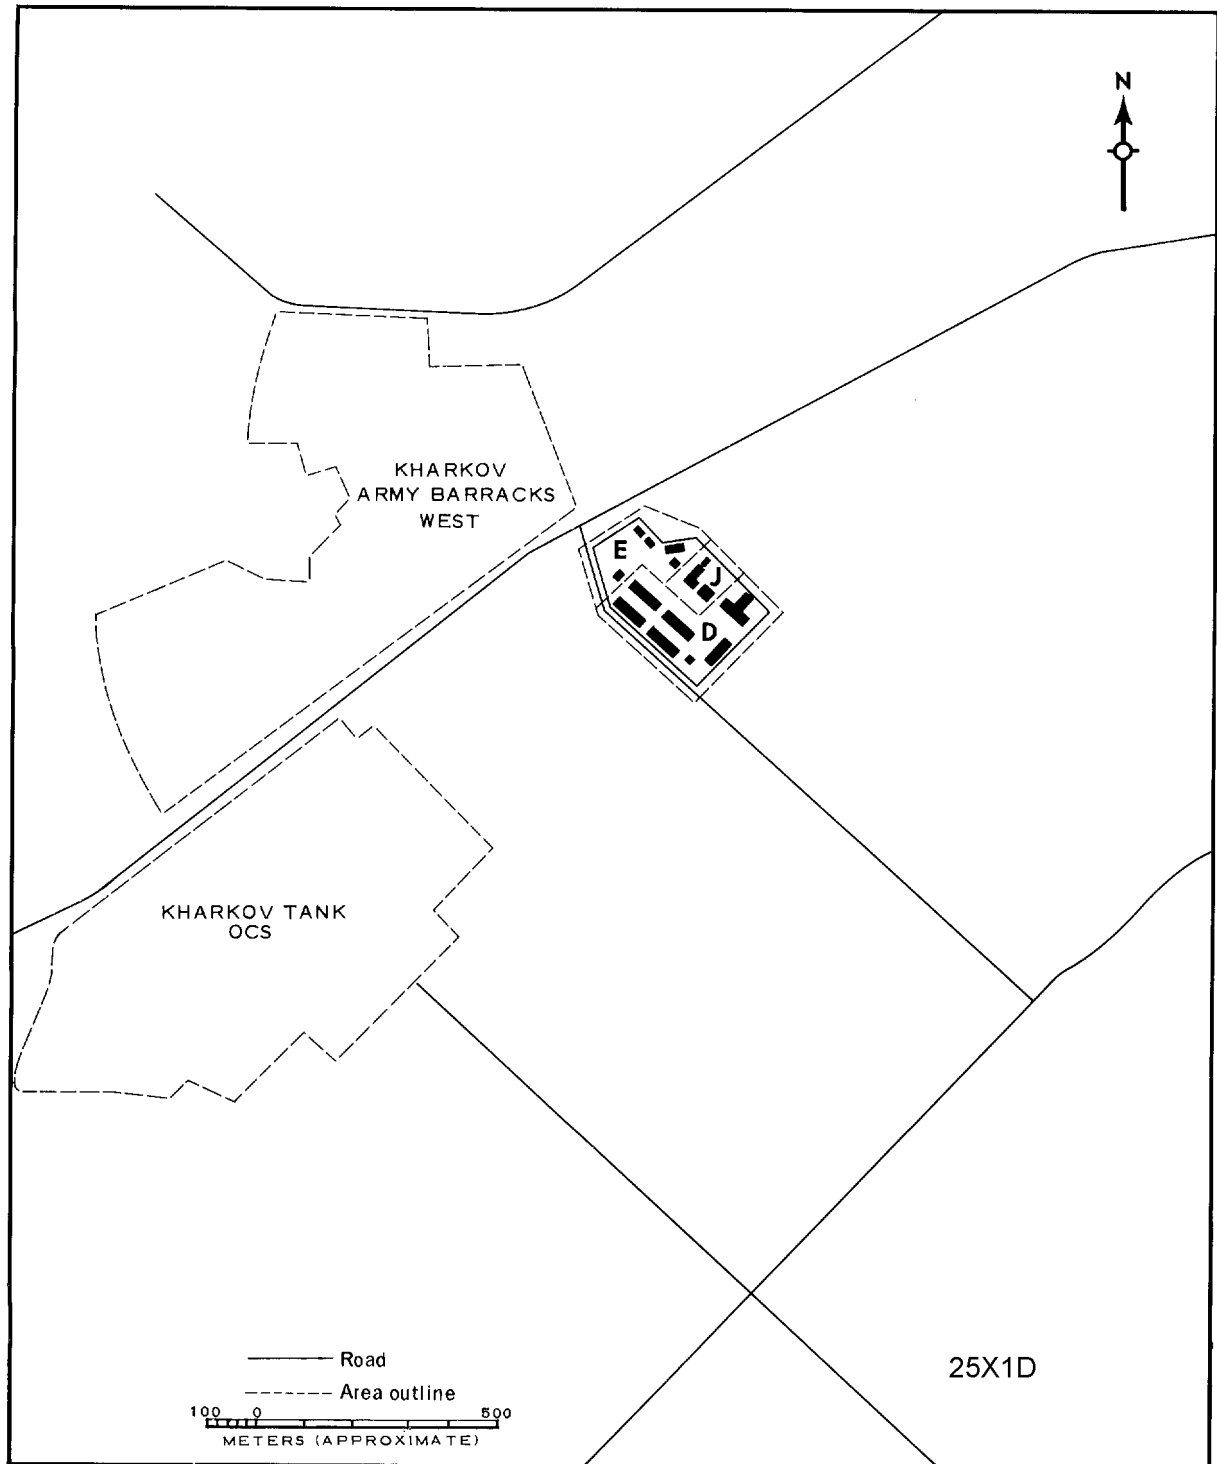 N
KHARKOV
ARMY BARRACKS
WEST
E
J
D
KHARKOV TANK
OCS
Road
Area outline
100 0 500
METERS (APPROXIMATE)
25X1D